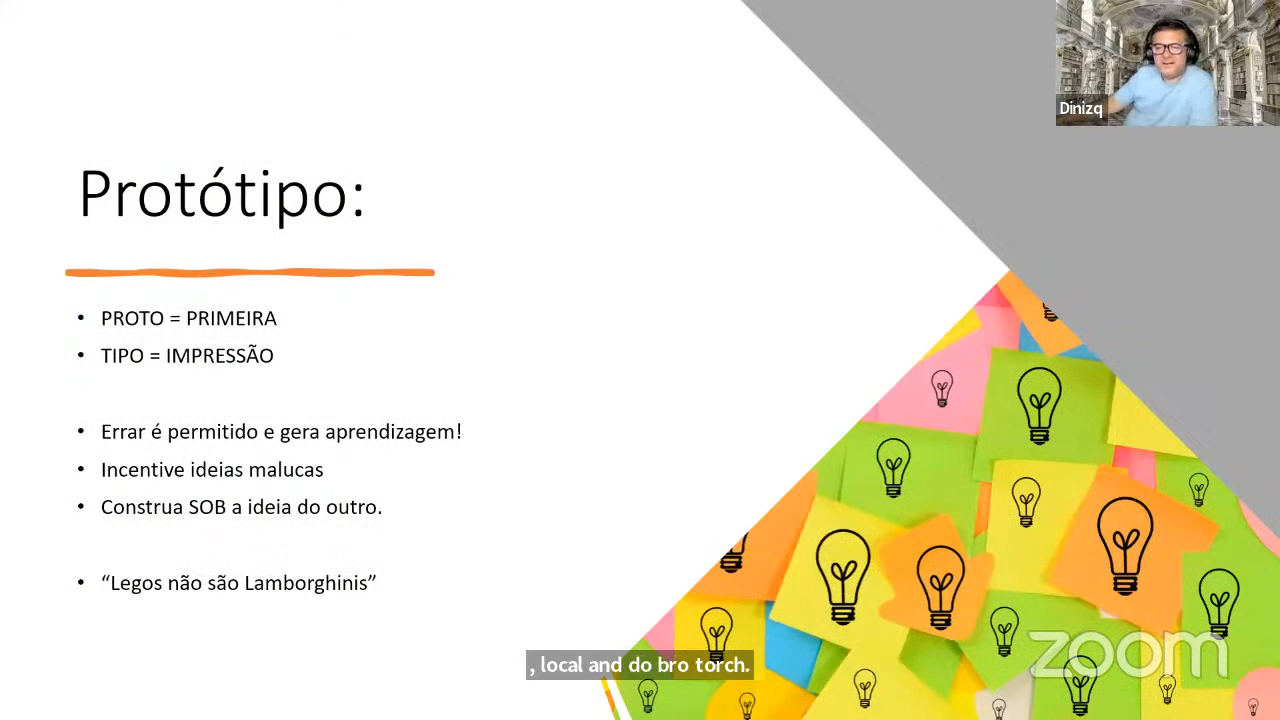 Dinizq
Protótipo:
• PROTO = PRIMEIRA
• TIPO = IMPRESSÃO
• Errar é permitido e gera aprendizagem!
• Incentive ideias malucas
• Construa SOB a ideia do outro.
• “Legos não são Lamborghinis”
, local and do bro torch.
zoom